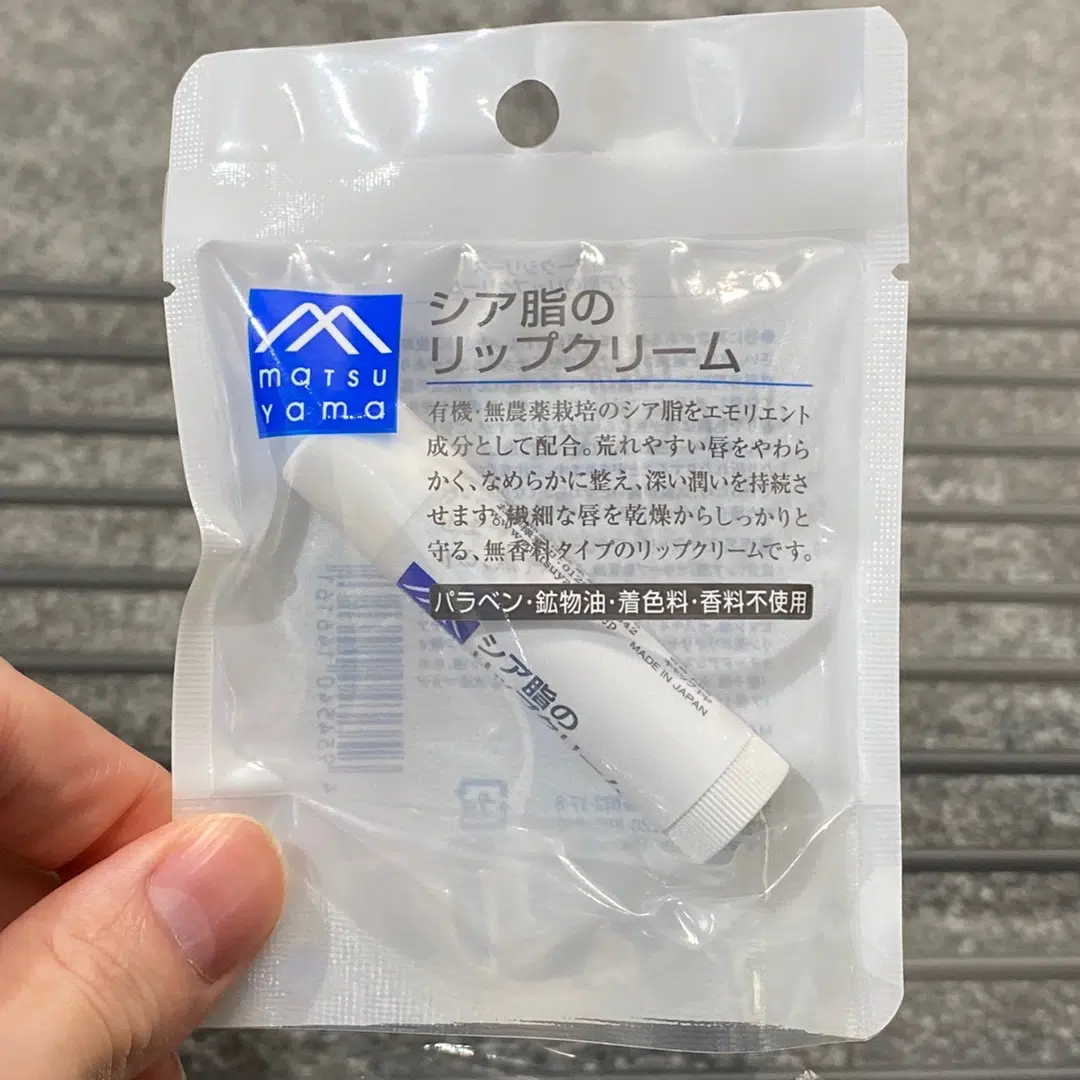 matsu
yama
シア脂の
リップクリーム
有機・無農薬栽培のシア脂をエモリエント
成分として配合。荒れやすい唇をやわら
かく、なめらかに整え、深い潤いを持続さ
せます。繊細な唇を乾燥からしっかりと
守る、無香料タイプのリップクリームです。
パラベン・鉱物油・着色料・香料不使用
シア脂の
MADE IN JAPAN